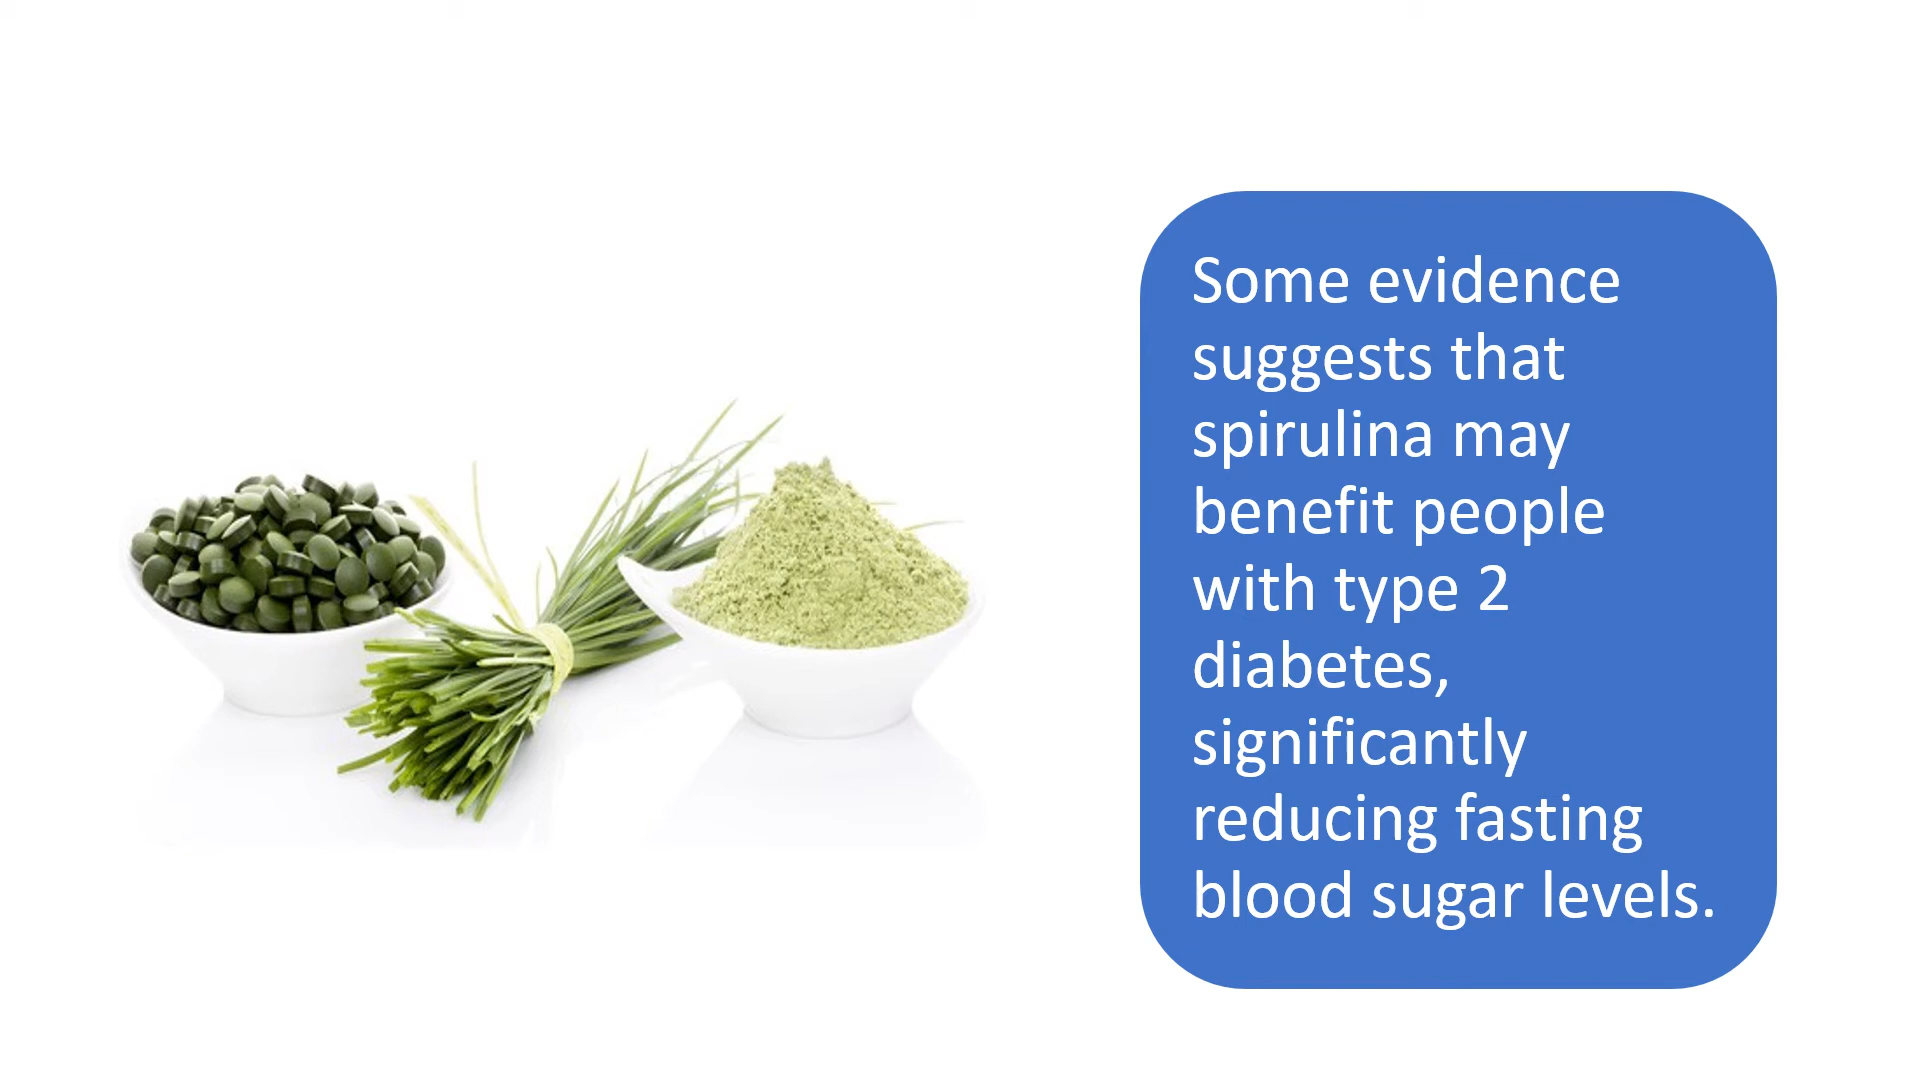 Some evidence
suggests that
spirulina may
benefit people
with type 2
diabetes,
significantly
reducing fasting
blood sugar levels.